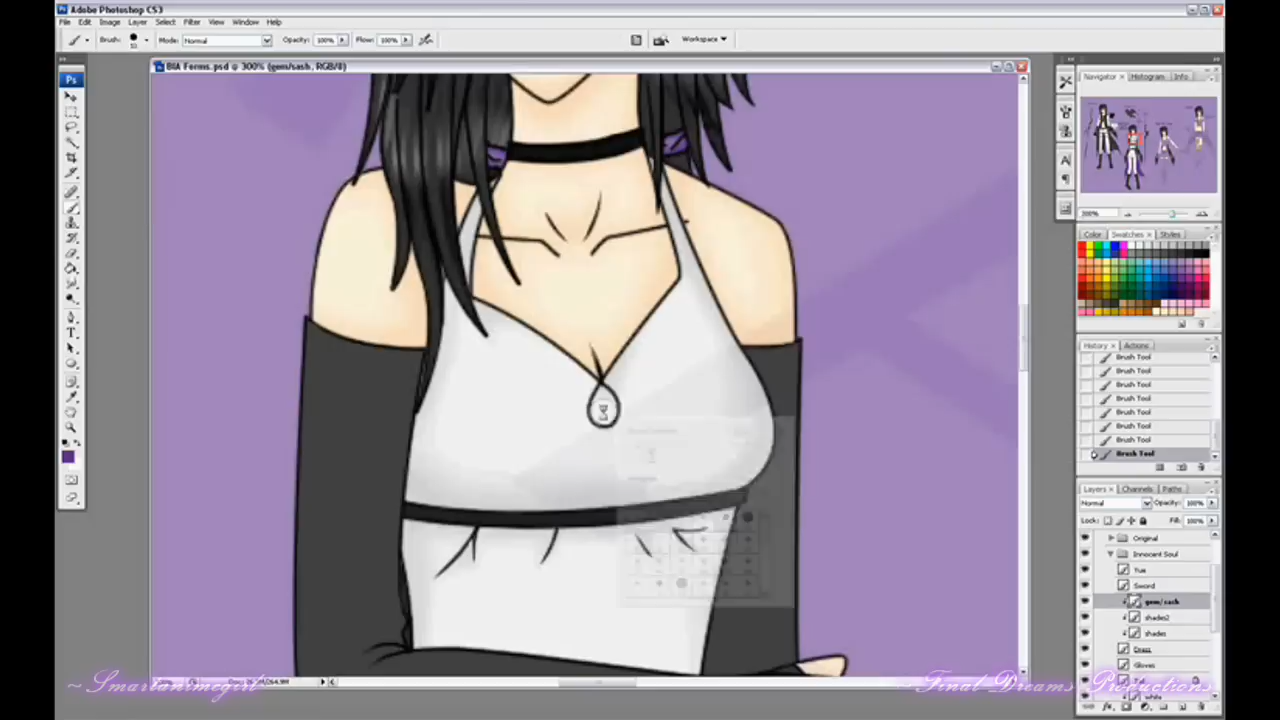 Adobe Photoshop CS3
File Edit Image Layer Select Filter View Window Help
Brush: Mode: Normal Opacity: 100% Flow: 100% Workspace
BIA Forms.psd @ 300% (gem/sash, RGB/8)
Ps
Navigator × Histogram Info
300%
Color Swatches × Styles
History × Actions
Brush Tool
Brush Tool
Brush Tool
Brush Tool
Brush Tool
Brush Tool
Brush Tool
Brush Tool
Layers × Channels Paths
Normal Opacity: 100%
Lock: Fill: 100%
Original
Innocent Soul
Tue
Sword
gem/sash
shades2
shades
Dress
Gloves
white
~Smartanimegirl
~Final Dreams Productions